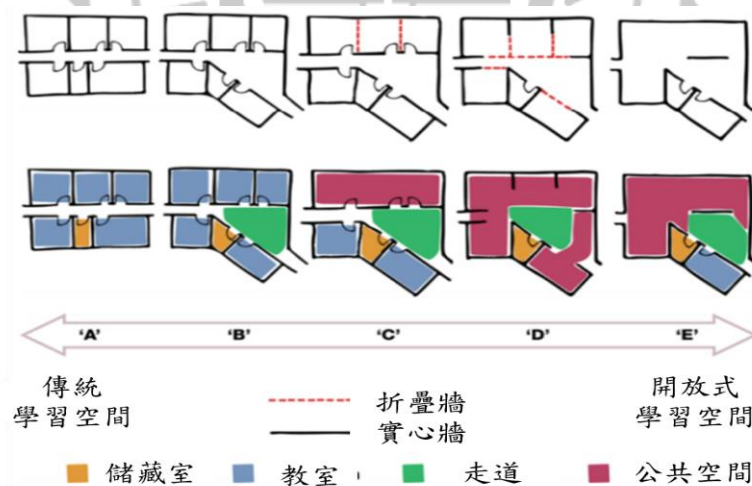 'A' 'B' 'C' 'D' 'E'
傳統
學習空間
折疊牆
實心牆
開放式
學習空間
儲藏室 教室 走道 公共空間